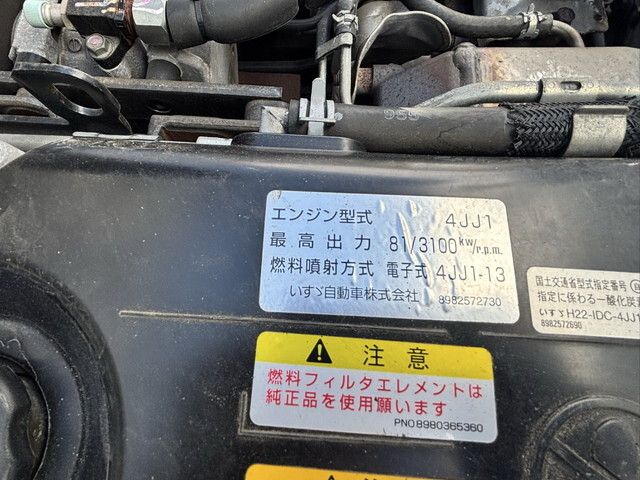 955
エンジン型式 4JJ1
最高出力 81/3100kW/r.p.m.
燃料噴射方式 電子式 4JJ1-13
いすゞ自動車株式会社 8982572730
国土交通省型式指定番号
指定に係わる一酸化炭
いすゞ H22-IDC-4JJ1
8982572690
注意
燃料フィルタエレメントは
純正品を使用願います
PNO8980365360